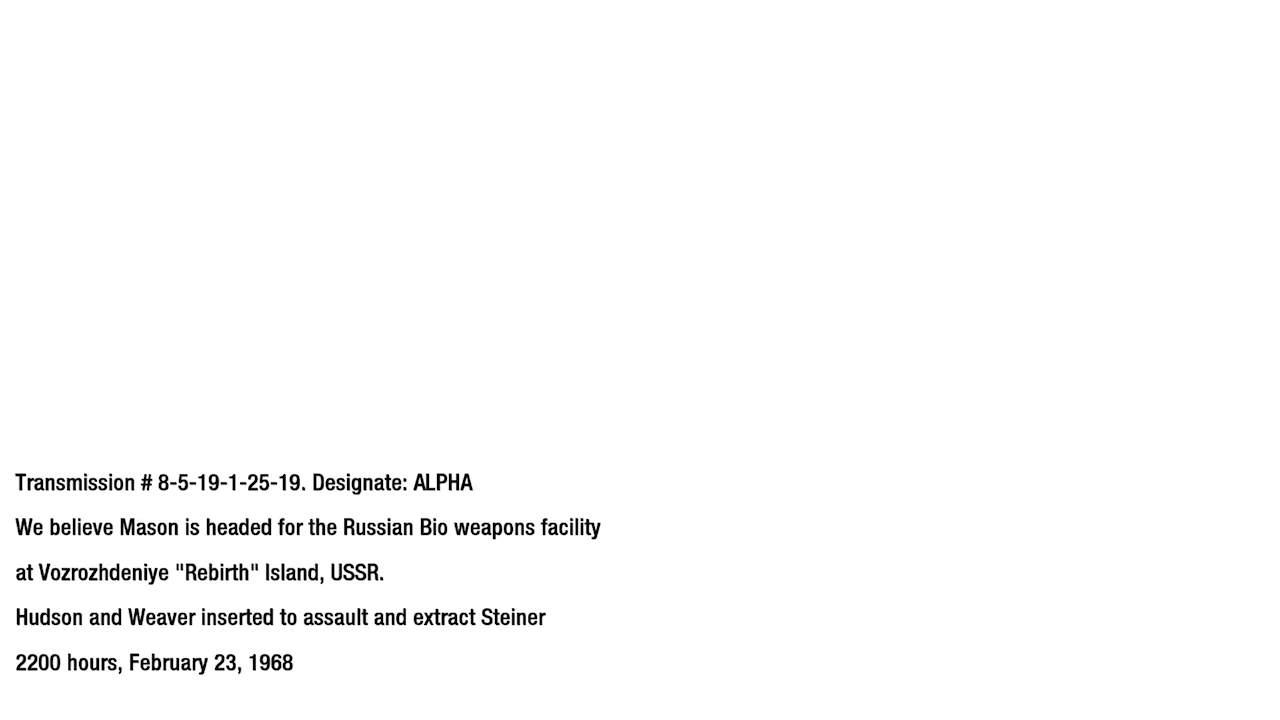 Transmission # 8-5-19-1-25-19. Designate: ALPHA
We believe Mason is headed for the Russian Bio weapons facility
at Vozrozhdeniye "Rebirth" Island, USSR.
Hudson and Weaver inserted to assault and extract Steiner
2200 hours, February 23, 1968